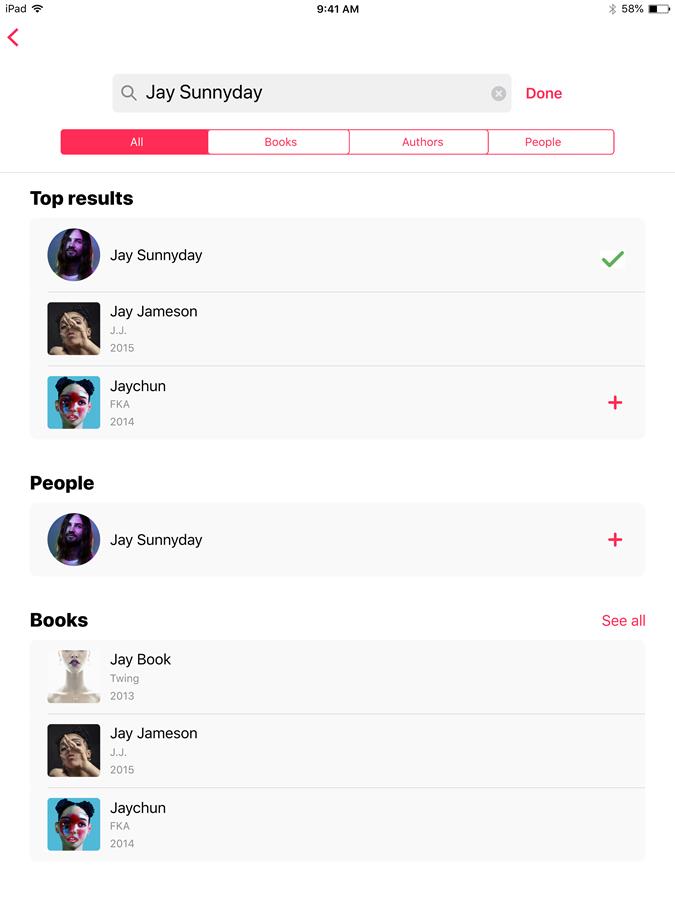 iPad 9:41 AM 58%
Jay Sunnyday Done
All Books Authors People
Top results
Jay Sunnyday
Jay Jameson
J.J.
2015
Jaychun
FKA
2014
People
Jay Sunnyday
Books See all
Jay Book
Twing
2013
Jay Jameson
J.J.
2015
Jaychun
FKA
2014